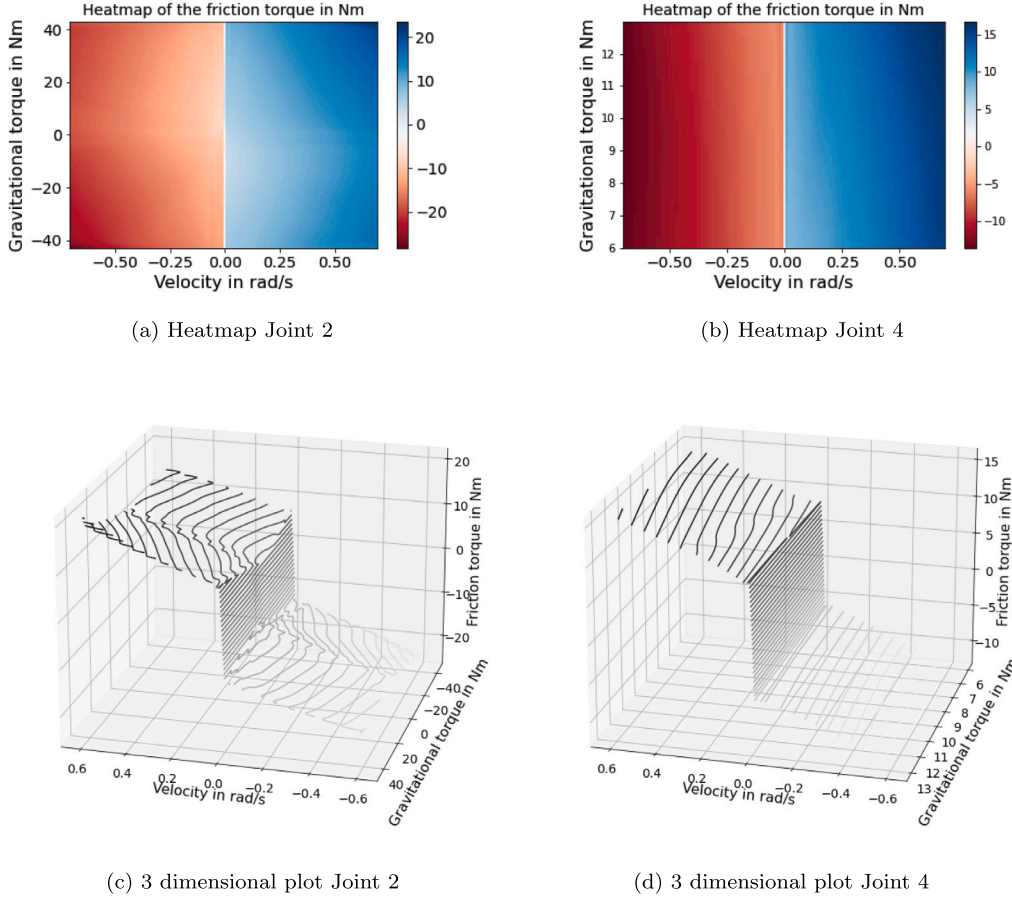 Heatmap of the friction torque in Nm
Gravitational torque in Nm
40
20
0
−20
−40
−0.50 −0.25 0.00 0.25 0.50
Velocity in rad/s
20
10
0
−10
−20
(a) Heatmap Joint 2
Heatmap of the friction torque in Nm
Gravitational torque in Nm
12
11
10
9
8
7
6
−0.50 −0.25 0.00 0.25 0.50
Velocity in rad/s
15
10
5
0
−5
−10
(b) Heatmap Joint 4
20
10
0
−10
−20
Friction torque in Nm
−40
−20
0
20
40
Gravitational torque in Nm
0.6 0.4 0.2 0.0 −0.2 −0.4 −0.6
Velocity in rad/s
(c) 3 dimensional plot Joint 2
15
10
5
0
−5
−10
Friction torque in Nm
6
7
8
9
10
11
12
13
Gravitational torque in Nm
0.6 0.4 0.2 0.0 −0.2 −0.4 −0.6
Velocity in rad/s
(d) 3 dimensional plot Joint 4